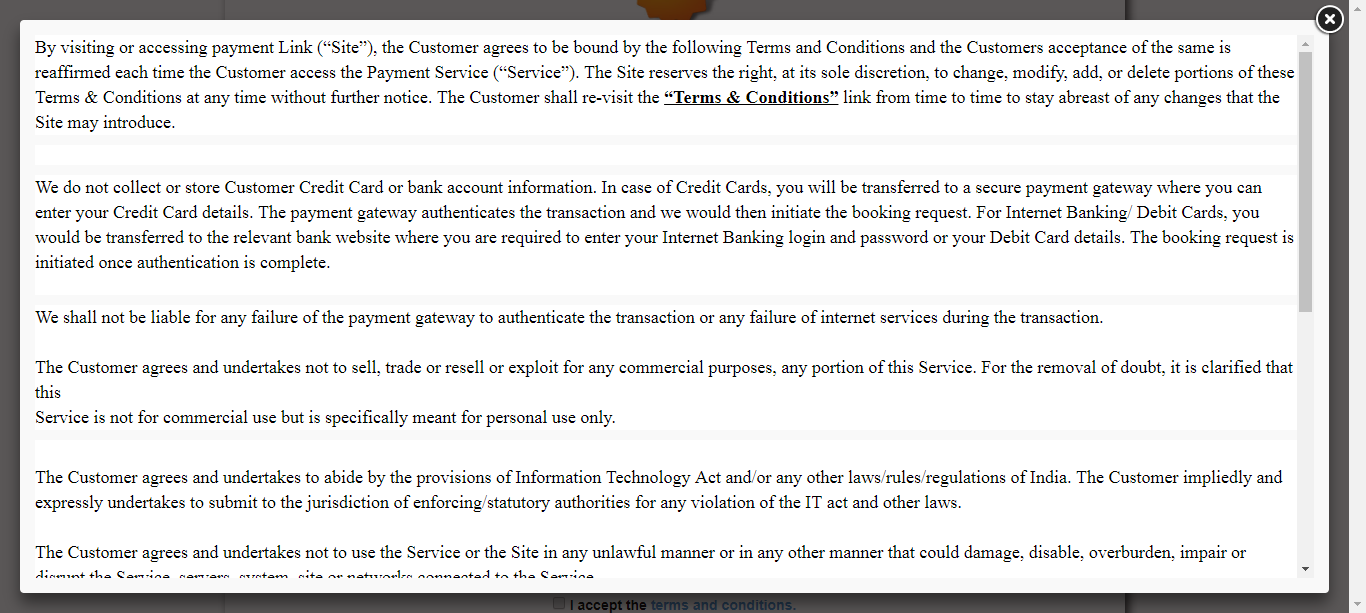 By visiting or accessing payment Link (“Site”), the Customer agrees to be bound by the following Terms and Conditions and the Customers acceptance of the same is
reaffirmed each time the Customer access the Payment Service (“Service”). The Site reserves the right, at its sole discretion, to change, modify, add, or delete portions of these
Terms & Conditions at any time without further notice. The Customer shall re-visit the “Terms & Conditions” link from time to time to stay abreast of any changes that the
Site may introduce.
We do not collect or store Customer Credit Card or bank account information. In case of Credit Cards, you will be transferred to a secure payment gateway where you can
enter your Credit Card details. The payment gateway authenticates the transaction and we would then initiate the booking request. For Internet Banking/ Debit Cards, you
would be transferred to the relevant bank website where you are required to enter your Internet Banking login and password or your Debit Card details. The booking request is
initiated once authentication is complete.
We shall not be liable for any failure of the payment gateway to authenticate the transaction or any failure of internet services during the transaction.
The Customer agrees and undertakes not to sell, trade or resell or exploit for any commercial purposes, any portion of this Service. For the removal of doubt, it is clarified that
this
Service is not for commercial use but is specifically meant for personal use only.
The Customer agrees and undertakes to abide by the provisions of Information Technology Act and/or any other laws/rules/regulations of India. The Customer impliedly and
expressly undertakes to submit to the jurisdiction of enforcing/statutory authorities for any violation of the IT act and other laws.
The Customer agrees and undertakes not to use the Service or the Site in any unlawful manner or in any other manner that could damage, disable, overburden, impair or
disrupt the Service, servers, system, site or networks connected to the Service
I accept the terms and conditions.